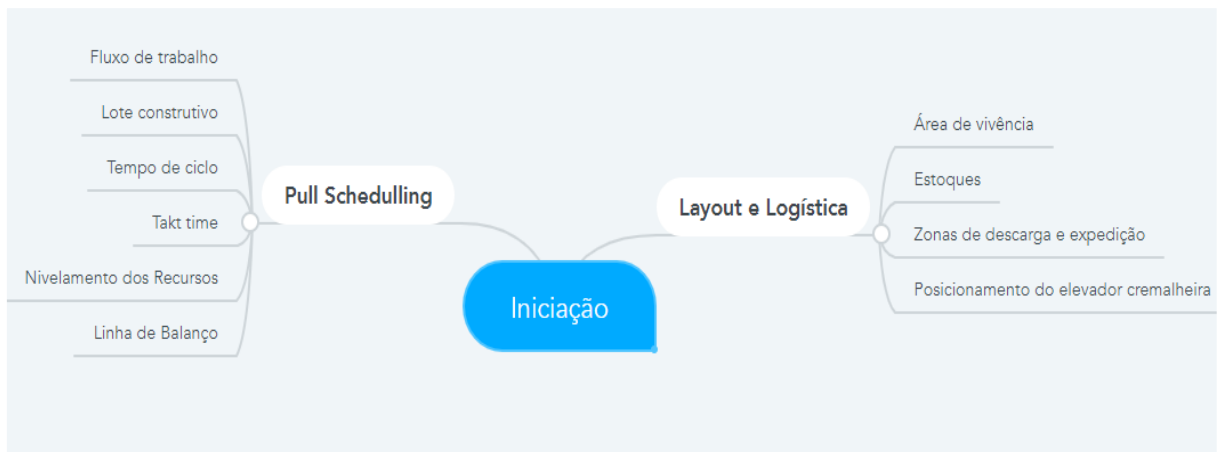 Fluxo de trabalho
Lote construtivo
Tempo de ciclo
Takt time
Nivelamento dos Recursos
Linha de Balanço
Pull Schedulling
Iniciação
Layout e Logística
Área de vivência
Estoques
Zonas de descarga e expedição
Posicionamento do elevador cremalheira